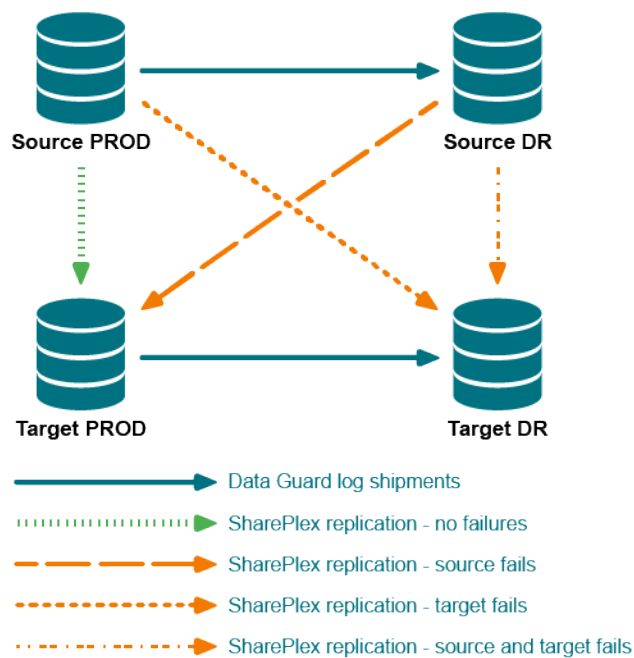 Source PROD
Source DR
Target PROD
Target DR
Data Guard log shipments
SharePlex replication - no failures
SharePlex replication - source fails
SharePlex replication - target fails
SharePlex replication - source and target fails